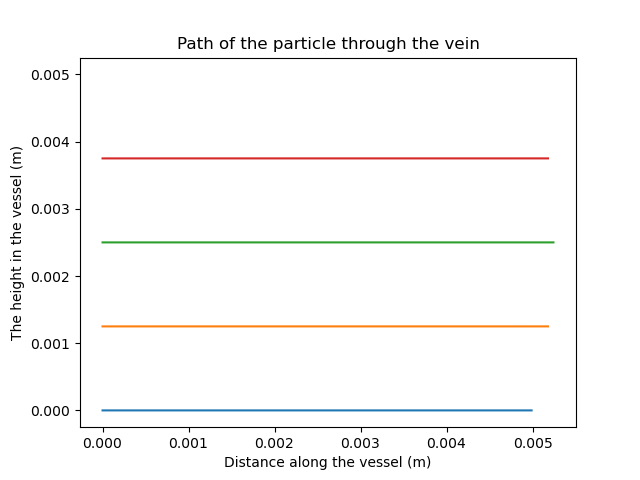 Path of the particle through the vein
0.005
0.004
0.003
0.002
0.001
0.000
The height in the vessel (m)
0.000 0.001 0.002 0.003 0.004 0.005
Distance along the vessel (m)